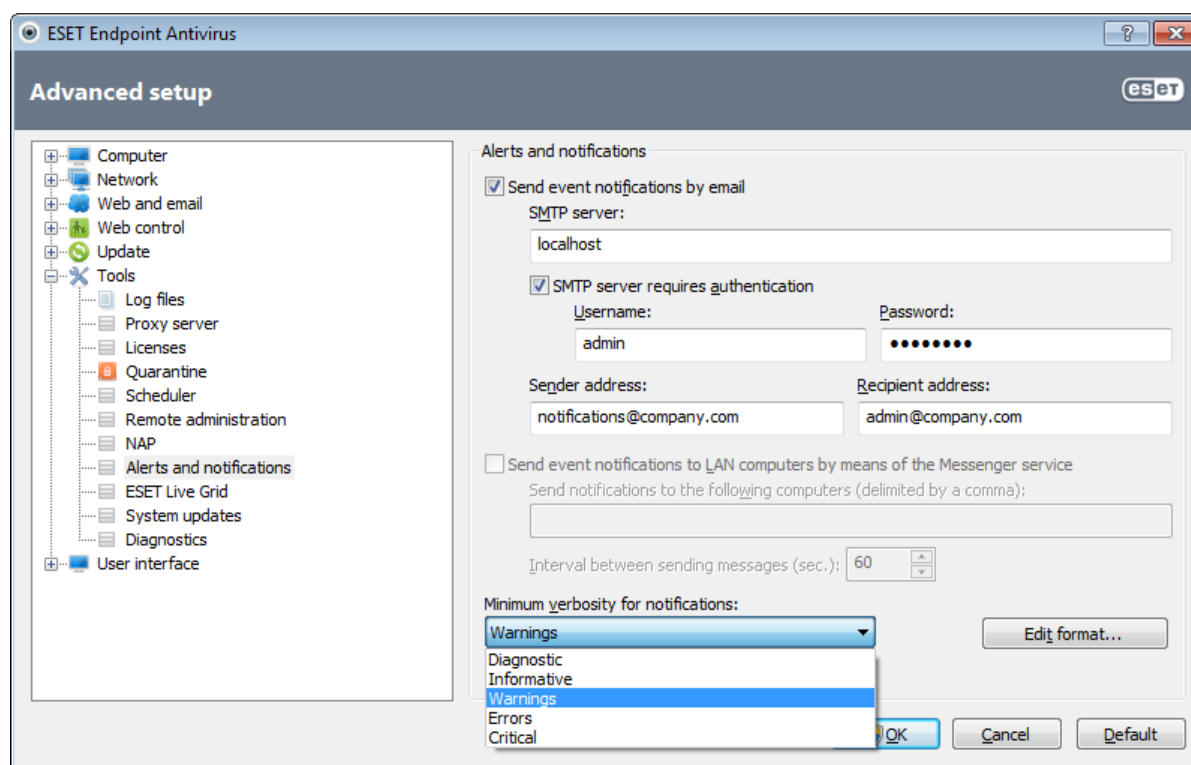 ESET Endpoint Antivirus
?
Advanced setup
eset
Computer
Network
Web and email
Web control
Update
Tools
Log files
Proxy server
Licenses
Quarantine
Scheduler
Remote administration
NAP
Alerts and notifications
ESET Live Grid
System updates
Diagnostics
User interface
Alerts and notifications
Send event notifications by email
SMTP server:
localhost
SMTP server requires authentication
Username: Password:
admin ●●●●●●●●
Sender address: Recipient address:
notifications@company.com admin@company.com
Send event notifications to LAN computers by means of the Messenger service
Send notifications to the following computers (delimited by a comma):
Interval between sending messages (sec.): 60
Minimum verbosity for notifications:
Warnings Edit format...
Diagnostic
Informative
Warnings
Errors
Critical
OK Cancel Default